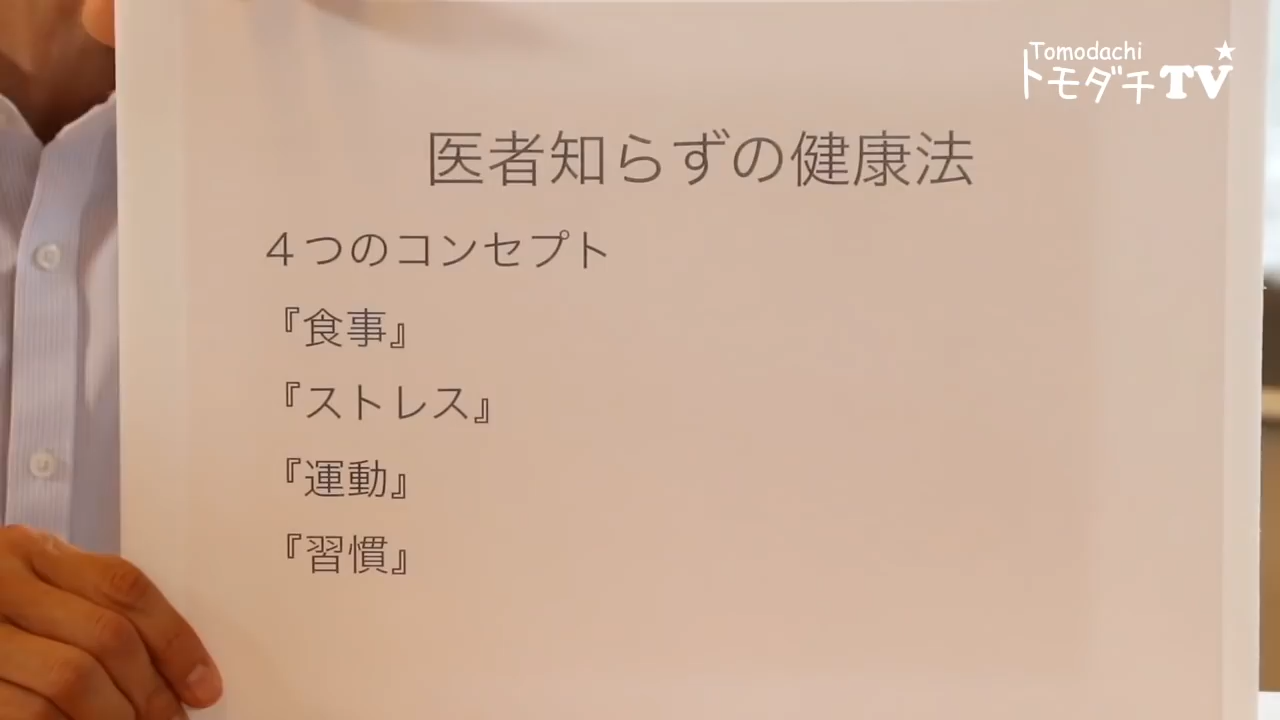 Tomodachi
トモダチTV
医者知らずの健康法
４つのコンセプト
『食事』
『ストレス』
『運動』
『習慣』